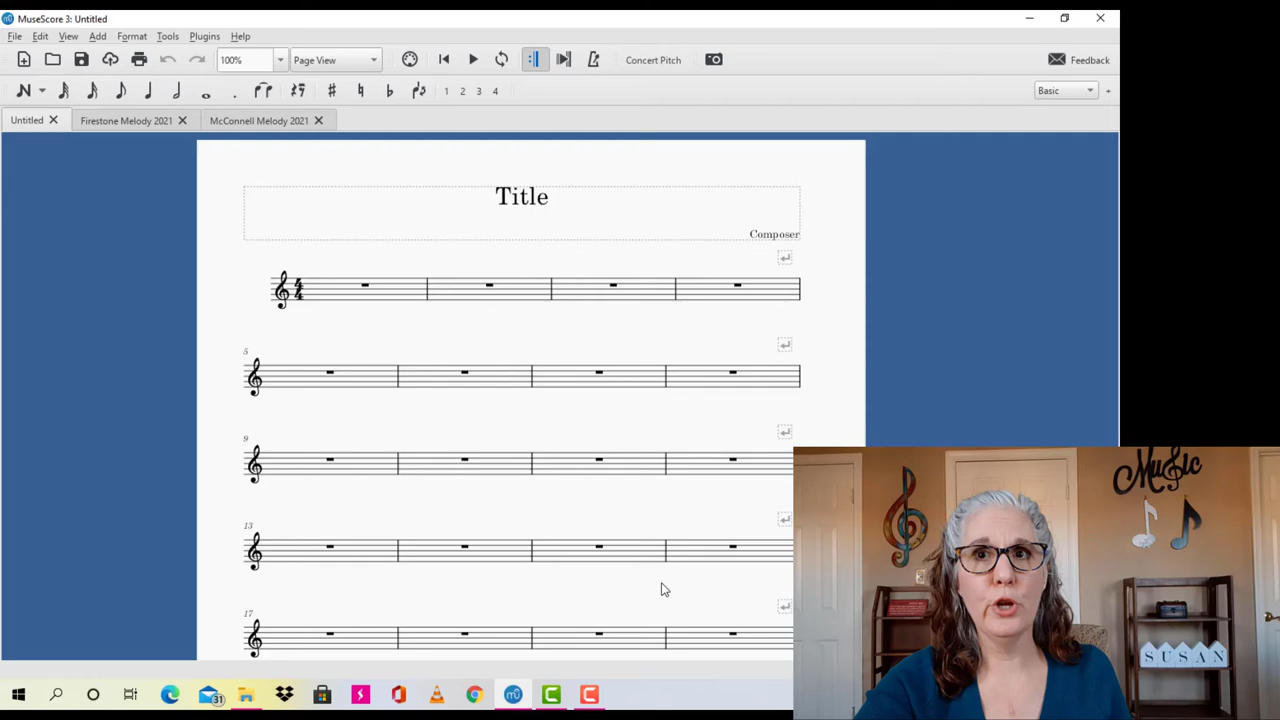 MuseScore 3: Untitled
File Edit View Add Format Tools Plugins Help
100% Page View Concert Pitch Feedback
1 2 3 4 Basic
Untitled Firestone Melody 2021 McConnell Melody 2021
Title
Composer
5
9
13
17
Music
SUSAN
31